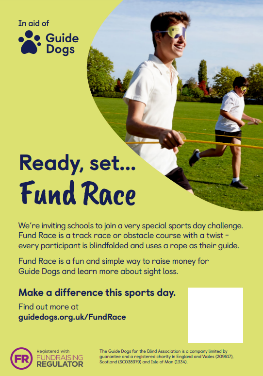 In aid of
Guide
Dogs
Ready, set...
Fund Race
We're inviting schools to join a very special sports day challenge.
Fund Race is a track race or obstacle course with a twist -
every participant is blindfolded and uses a rope as their guide.
Fund Race is a fun and simple way to raise money for
Guide Dogs and learn more about sight loss.
Make a difference this sports day.
Find out more at
guidedogs.org.uk/FundRace
FR
Registered with
FUNDRAISING
REGULATOR
The Guide Dogs for the Blind Association is a company limited by
guarantee and a registered charity in England and Wales (209617),
Scotland (SC038979) and Isle of Man (1334).